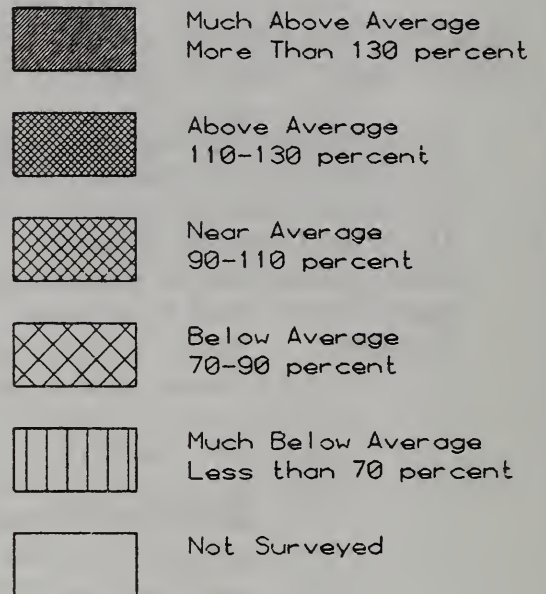 Much Above Average
More Than 130 percent
Above Average
110-130 percent
Near Average
90-110 percent
Below Average
70-90 percent
Much Below Average
Less than 70 percent
Not Surveyed